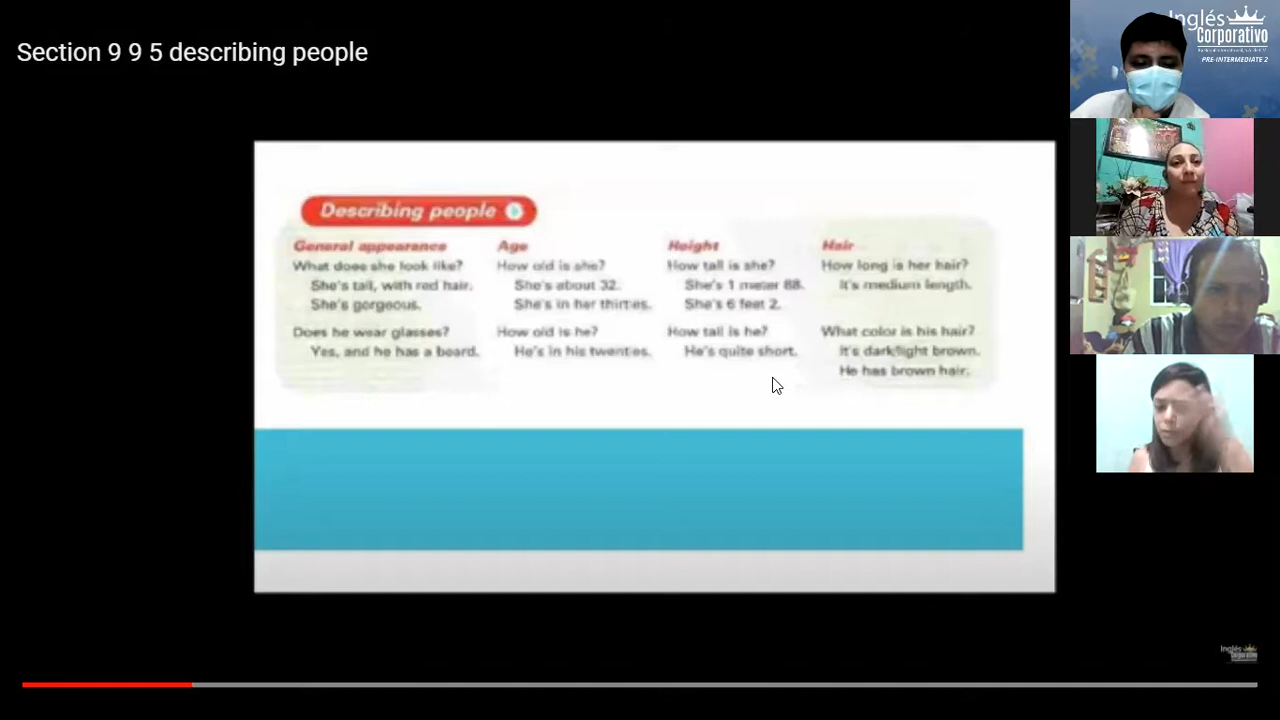 Section 9 9 5 describing people
Inglés
Corporativo
PRE-INTERMEDIATE 2
Describing people
General appearance
What does she look like?
She's tall, with red hair.
She's gorgeous.
Does he wear glasses?
Yes, and he has a beard.
Age
How old is she?
She's about 32.
She's in her thirties.
How old is he?
He's in his twenties.
Height
How tall is she?
She's 1 meter 88.
She's 6 feet 2.
How tall is he?
He's quite short.
Hair
How long is her hair?
It's medium length.
What color is his hair?
It's dark/light brown.
He has brown hair.
Inglés
Corporativo